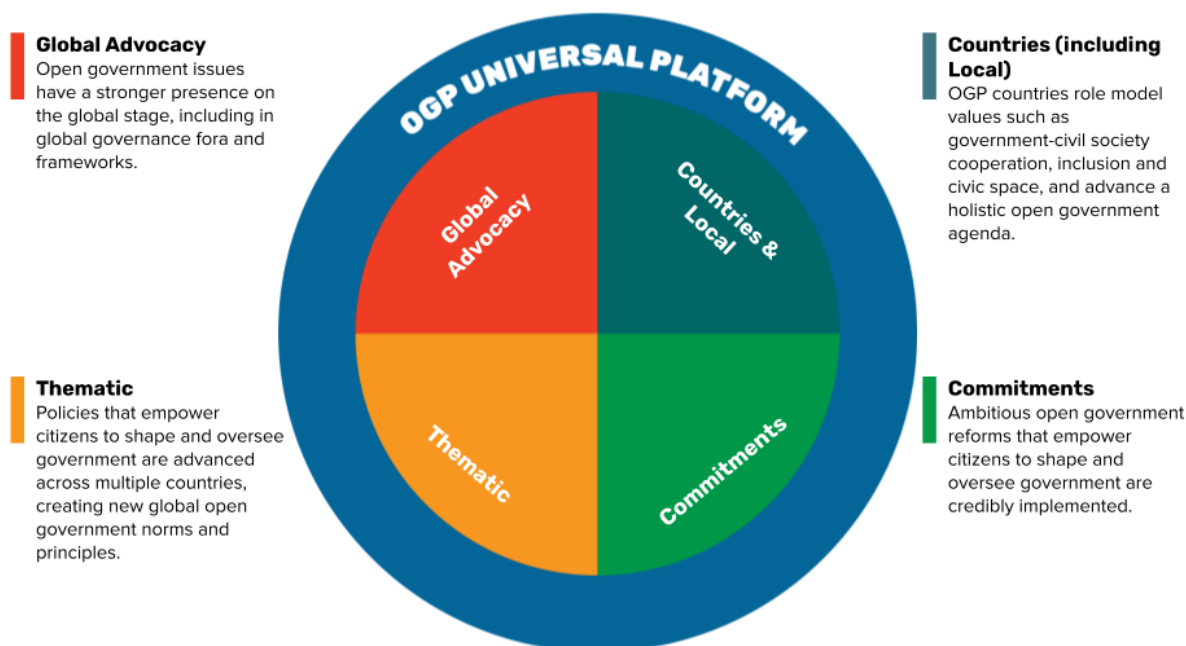 Global Advocacy
Open government issues
have a stronger presence on
the global stage, including in
global governance fora and
frameworks.
OGP UNIVERSAL PLATFORM
Global
Advocacy
Countries &
Local
Thematic
Commitments
Countries (including
Local)
OGP countries role model
values such as
government-civil society
cooperation, inclusion and
civic space, and advance a
holistic open government
agenda.
Thematic
Policies that empower
citizens to shape and oversee
government are advanced
across multiple countries,
creating new global open
government norms and
principles.
Commitments
Ambitious open government
reforms that empower
citizens to shape and
oversee government are
credibly implemented.